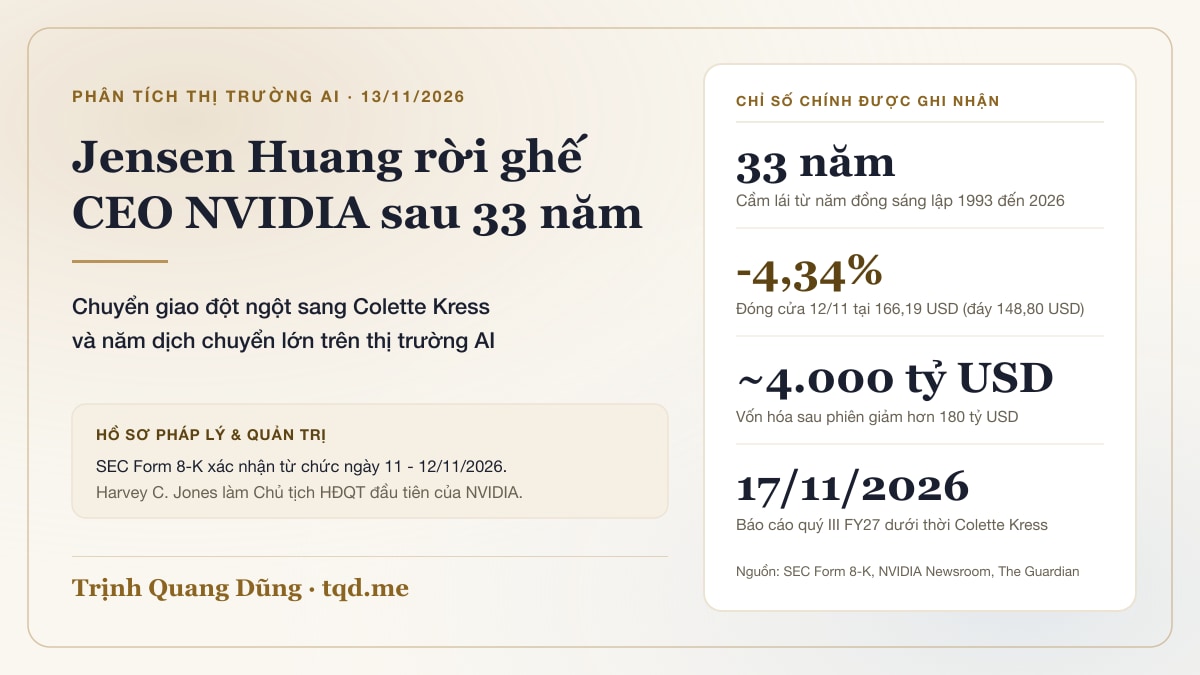 PHÂN TÍCH THỊ TRƯỜNG AI · 13/11/2026
Jensen Huang rời ghế
CEO NVIDIA sau 33 năm
Chuyển giao đột ngột sang Colette Kress
và năm dịch chuyển lớn trên thị trường AI
HỒ SƠ PHÁP LÝ & QUẢN TRỊ
SEC Form 8-K xác nhận từ chức ngày 11 - 12/11/2026.
Harvey C. Jones làm Chủ tịch HĐQT đầu tiên của NVIDIA.
Trịnh Quang Dũng · tqd.me
CHỈ SỐ CHÍNH ĐƯỢC GHI NHẬN
33 năm
Cầm lái từ năm đồng sáng lập 1993 đến 2026
-4,34%
Đóng cửa 12/11 tại 166,19 USD (đáy 148,80 USD)
~4.000 tỷ USD
Vốn hóa sau phiên giảm hơn 180 tỷ USD
17/11/2026
Báo cáo quý III FY27 dưới thời Colette Kress
Nguồn: SEC Form 8-K, NVIDIA Newsroom, The Guardian